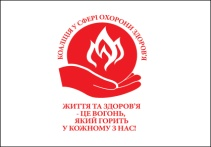 КОАЛІЦІЯ У СФЕРІ ОХОРОНИ ЗДОРОВ'Я
ЖИТТЯ ТА ЗДОРОВ'Я
- ЦЕ ВОГОНЬ,
ЯКИЙ ГОРИТЬ
У КОЖНОМУ З НАС!